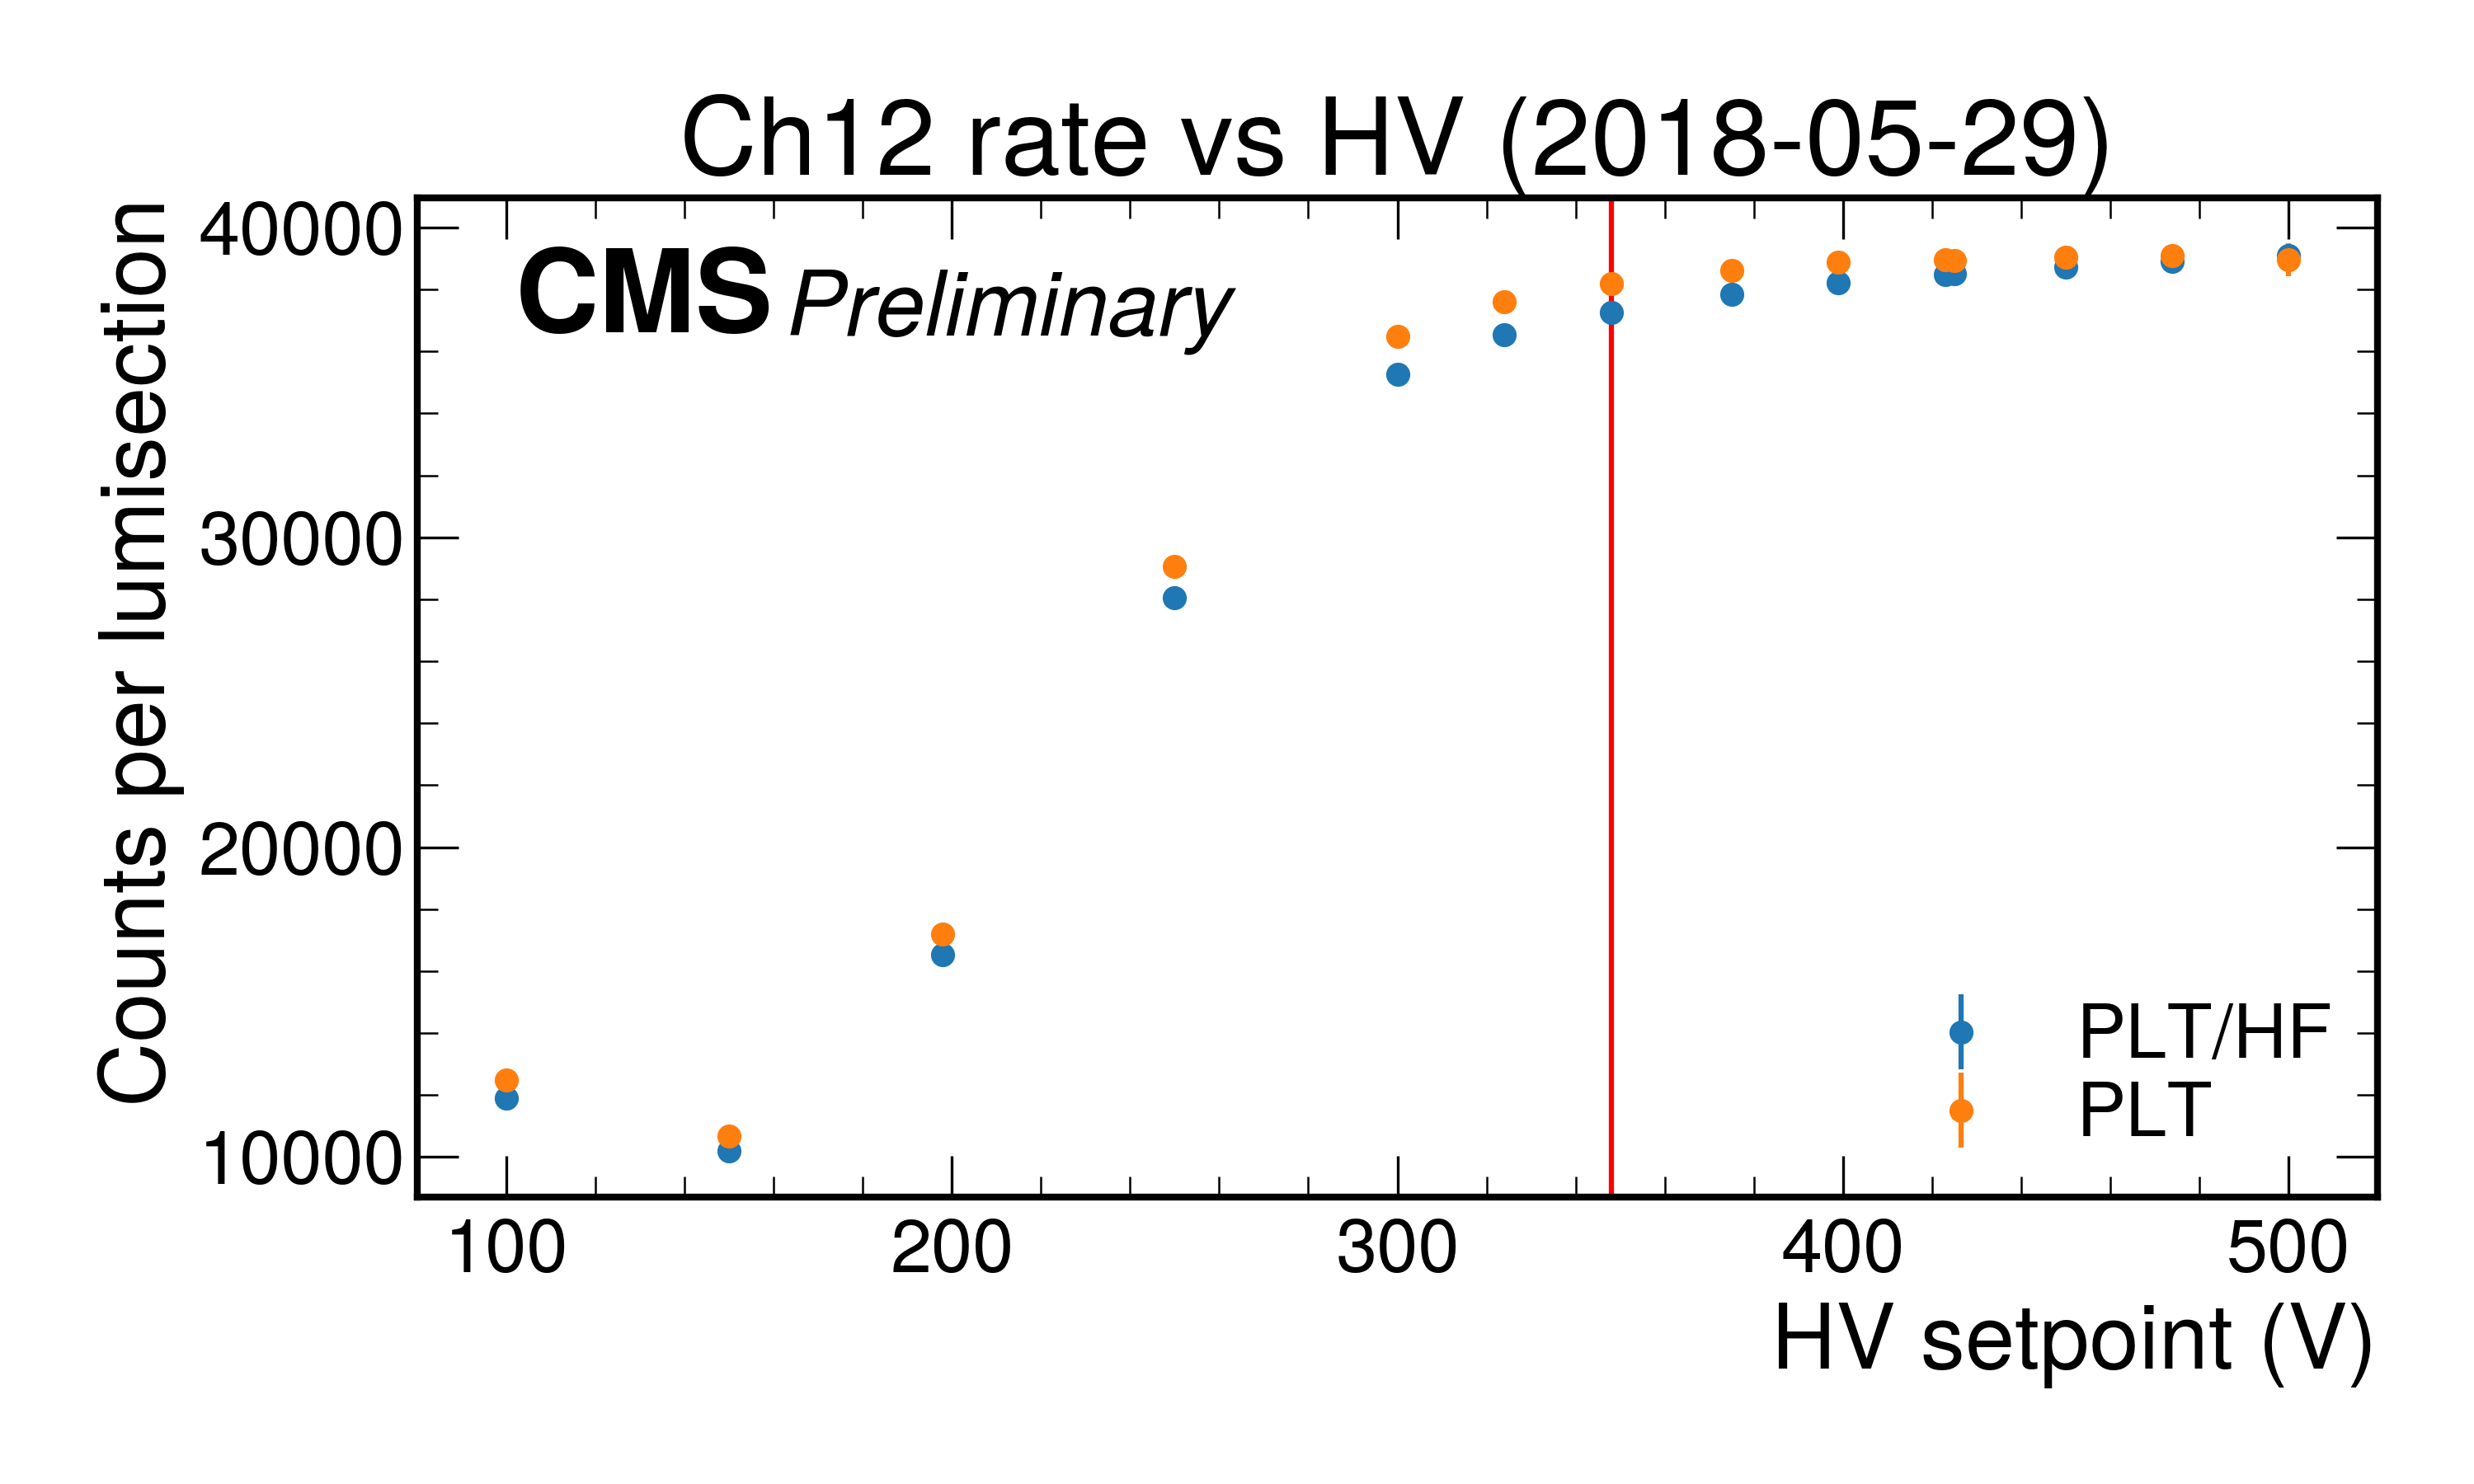 Ch12 rate vs HV (2018-05-29)
CMS Preliminary
Counts per lumisection
40000
30000
20000
10000
PLT/HF
PLT
100 200 300 400 500
HV setpoint (V)